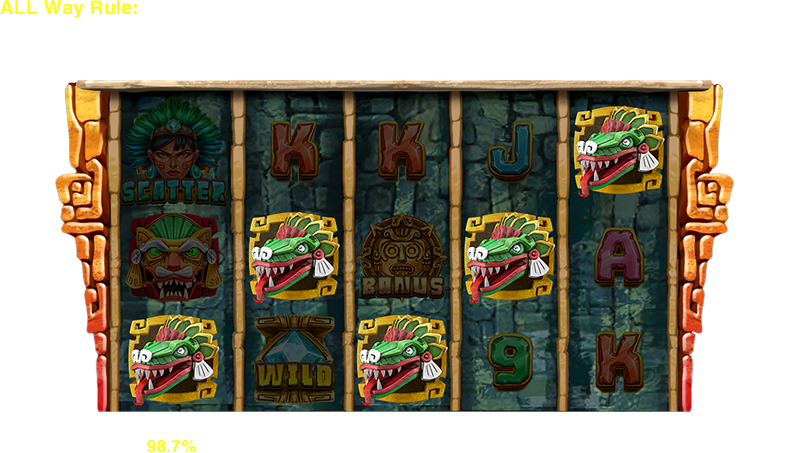 ALL Way Rule:
K K J
SCATTER
BONUS A
WILD 9 K
98.7%